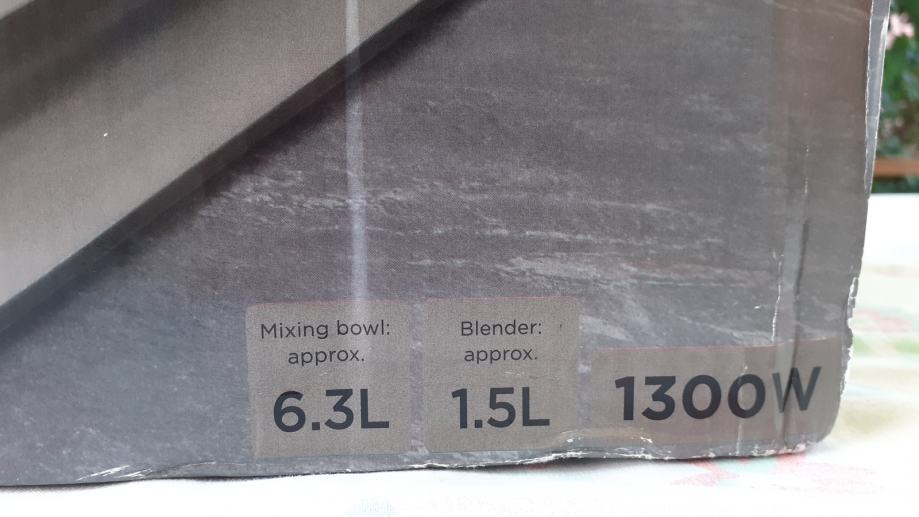 Mixing bowl:
approx.
6.3L
Blender:
approx.
1.5L
1300W